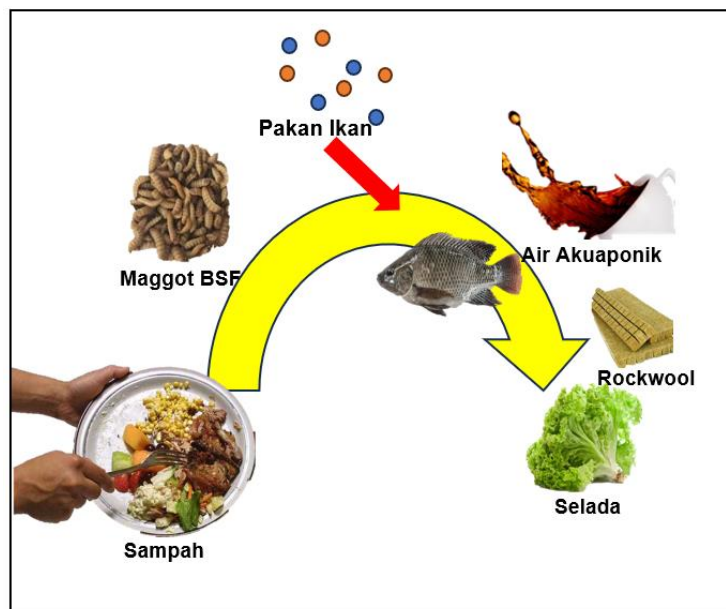 Pakan Ikan
Maggot BSF
Air Akuaponik
Rockwool
Selada
Sampah